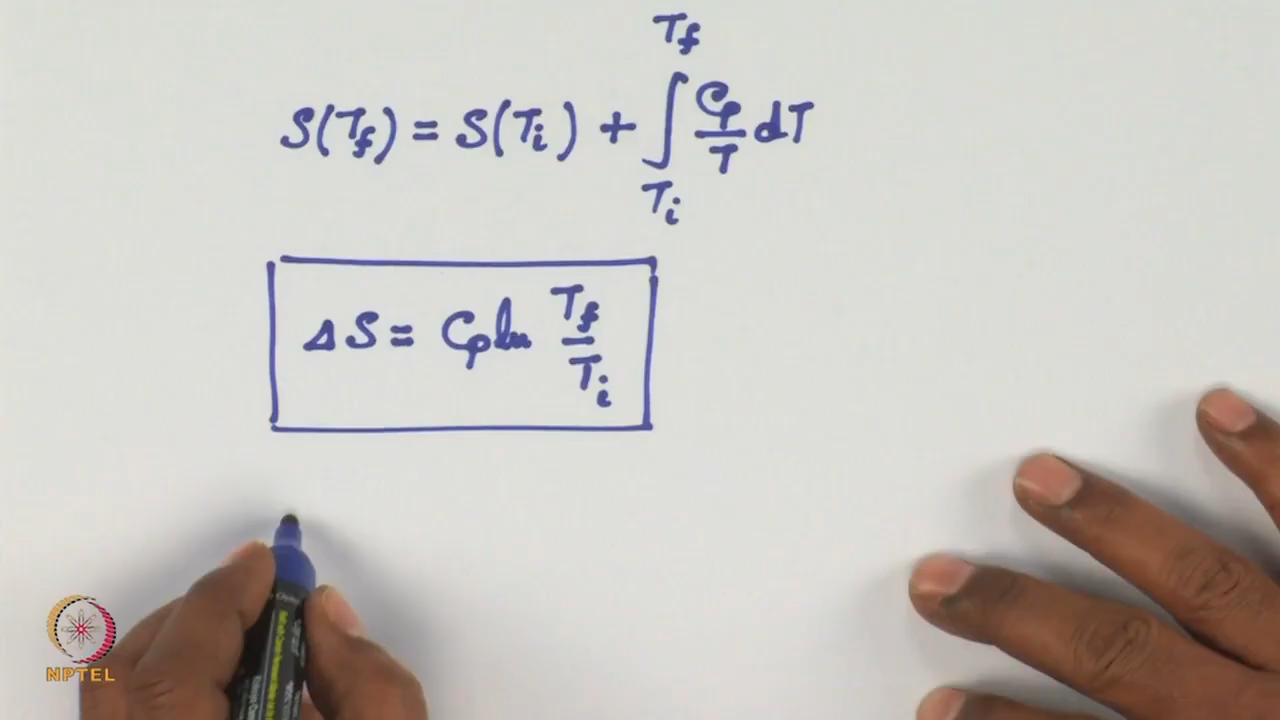 S(T_f) = S(T_i) + ∫_{T_i}^{T_f} C_p/T dT
ΔS = C_p ln T_f/T_i
NPTEL